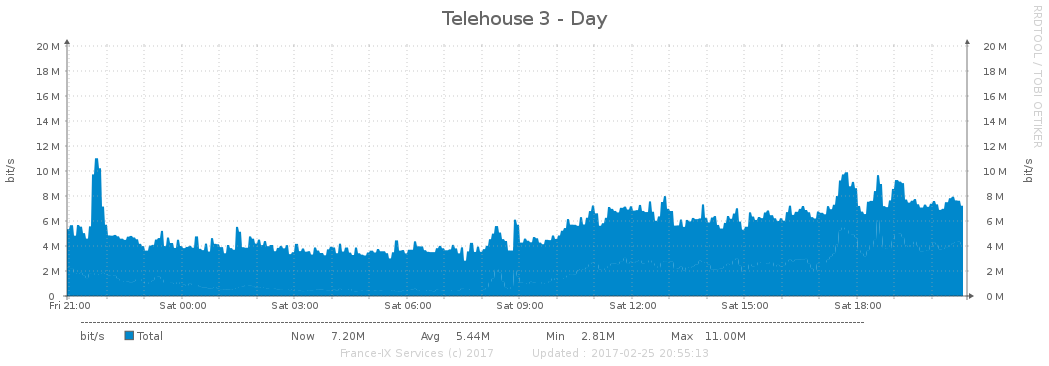 Telehouse 3 - Day
RRDTOOL / TOBI OETIKER
bit/s
bit/s
20 M 20 M
18 M 18 M
16 M 16 M
14 M 14 M
12 M 12 M
10 M 10 M
8 M 8 M
6 M 6 M
4 M 4 M
2 M 2 M
0 0 M
Fri 21:00 Sat 00:00 Sat 03:00 Sat 06:00 Sat 09:00 Sat 12:00 Sat 15:00 Sat 18:00
bit/s Total Now 7.20M Avg 5.44M Min 2.81M Max 11.00M
France-IX Services (c) 2017 Updated : 2017-02-25 20:55:13